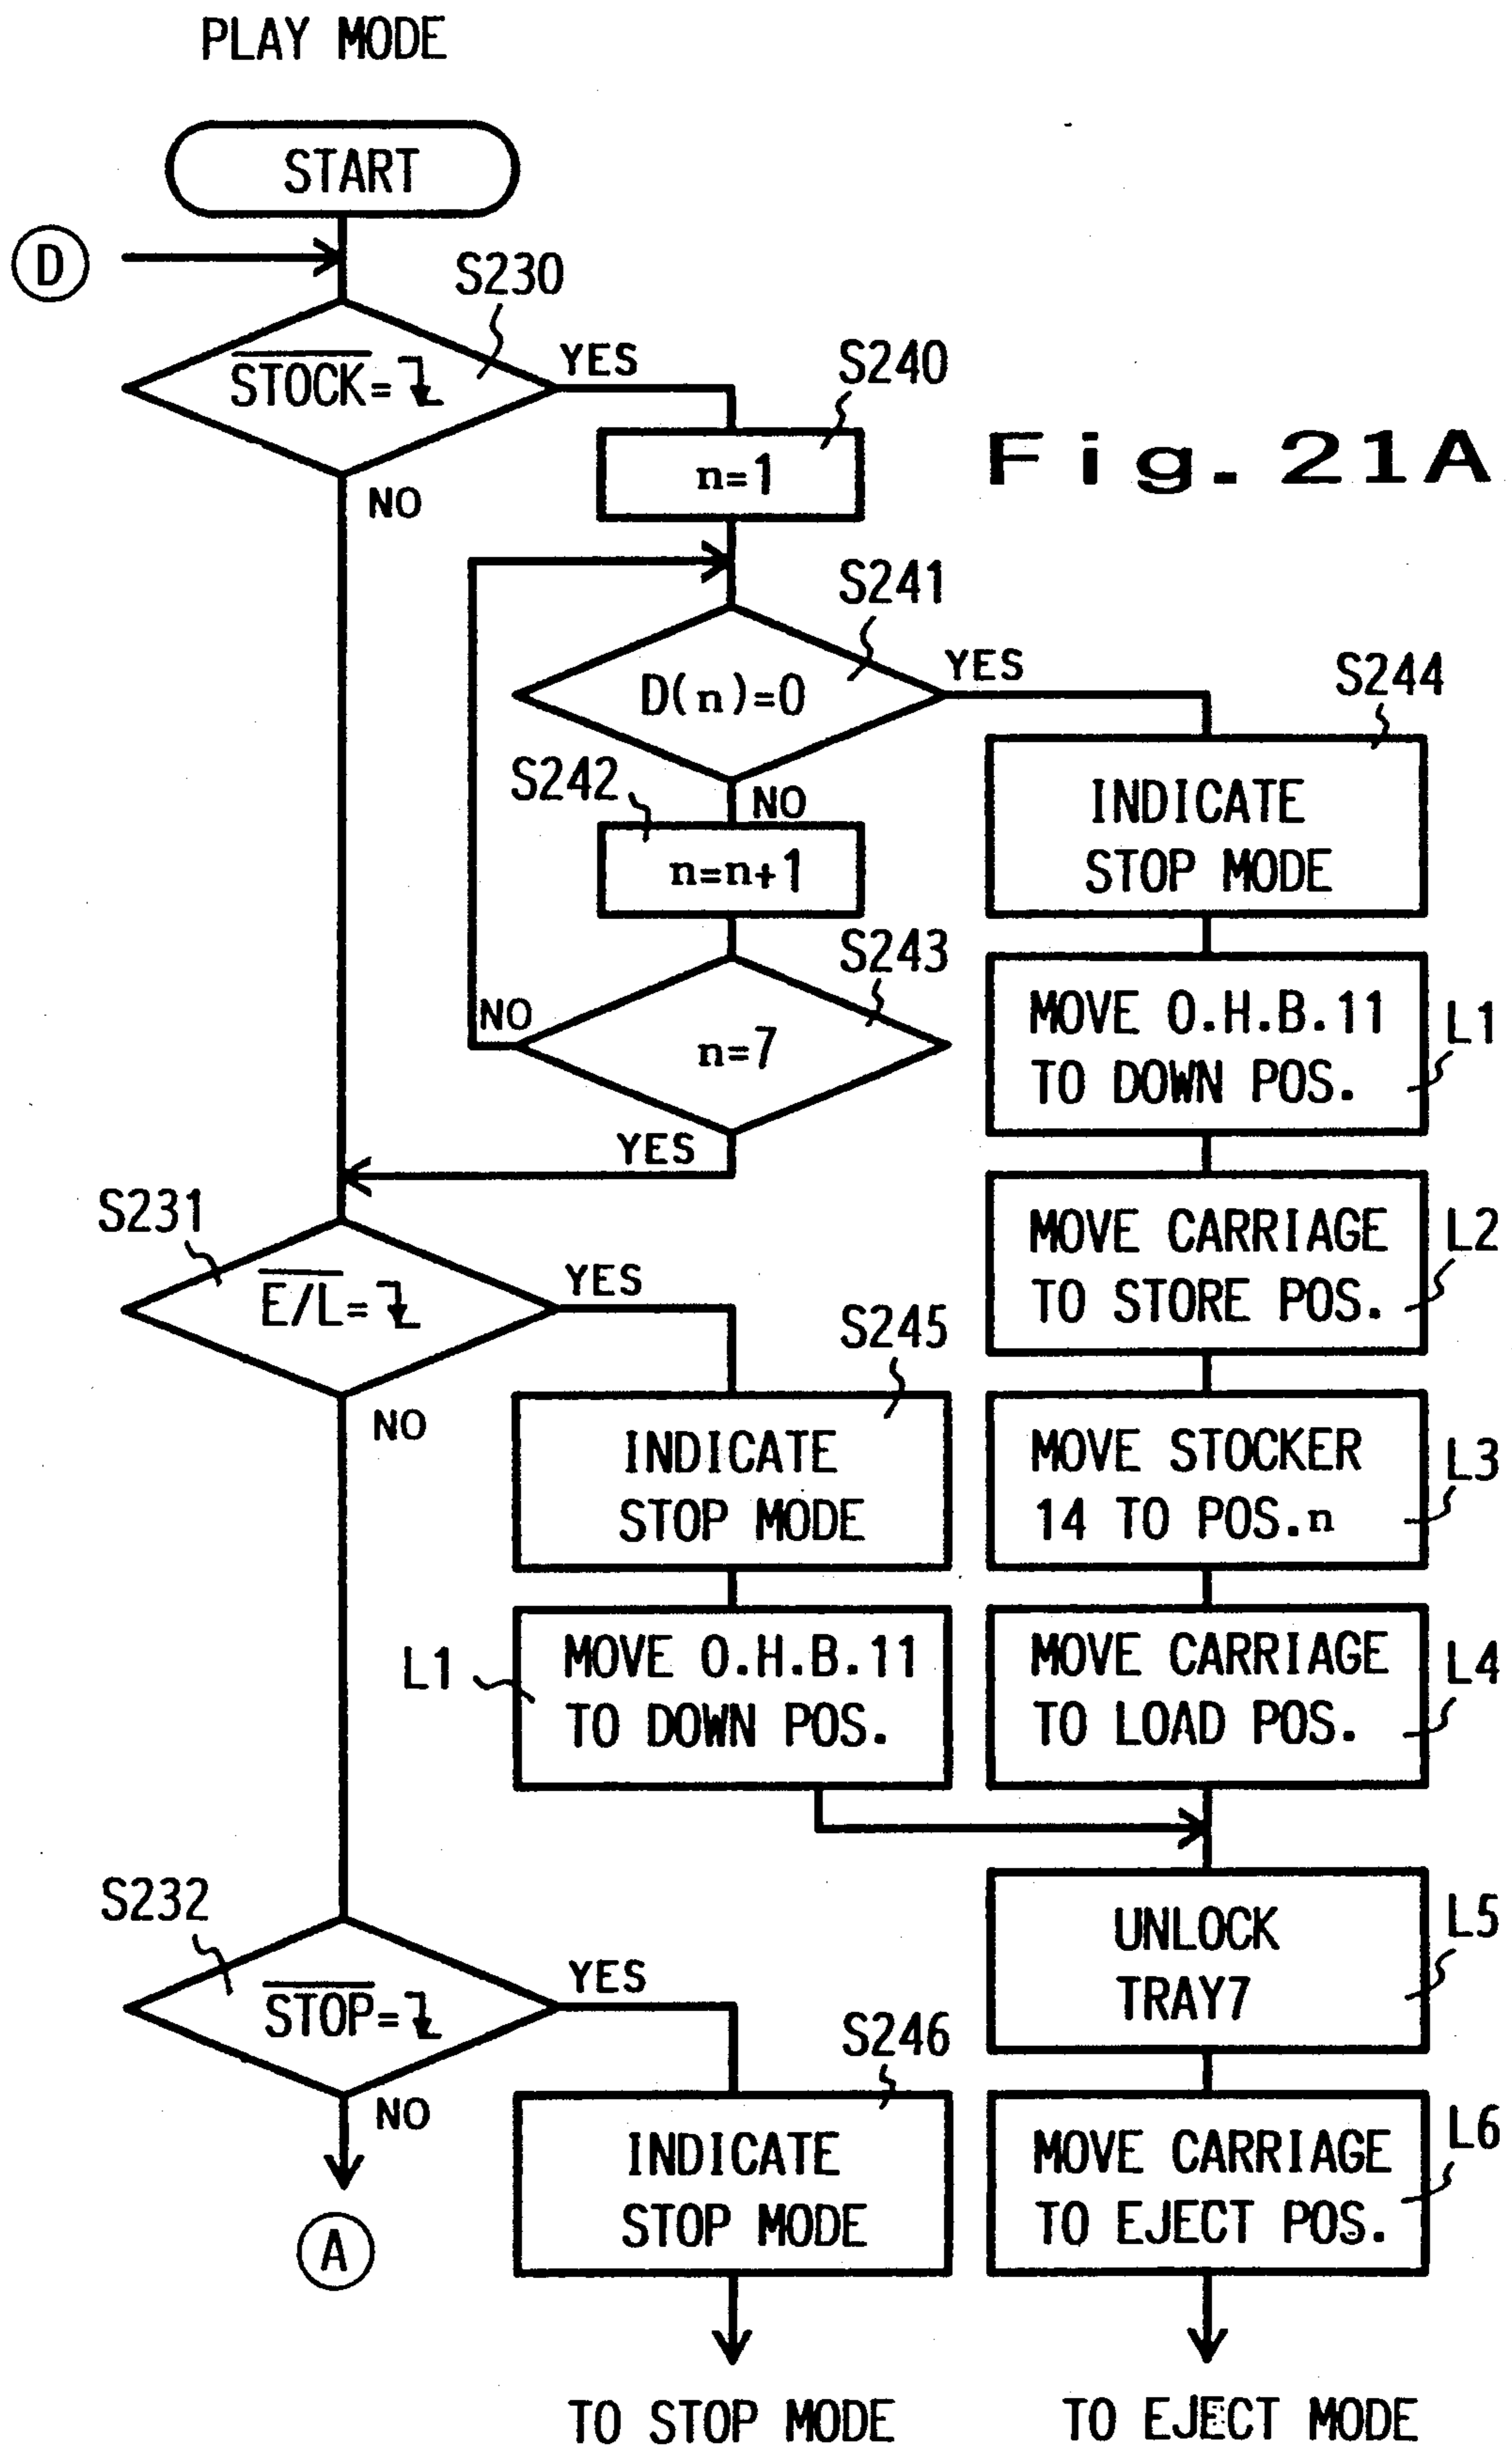 PLAY MODE
START
D
S230
STOCK=
YES
NO
S240
n=1
Fig. 21A
S241
D(n)=0
YES
NO
S242
n=n+1
S243
n=7
NO
YES
S244
INDICATE
STOP MODE
MOVE O.H.B.11
TO DOWN POS.
L1
MOVE CARRIAGE
TO STORE POS.
L2
MOVE STOCKER
14 TO POS.n
L3
MOVE CARRIAGE
TO LOAD POS.
L4
S231
E/L=
YES
NO
S245
INDICATE
STOP MODE
L1
MOVE O.H.B.11
TO DOWN POS.
UNLOCK
TRAY7
L5
MOVE CARRIAGE
TO EJECT POS.
L6
S232
STOP=
YES
NO
A
S246
INDICATE
STOP MODE
TO STOP MODE
TO EJECT MODE